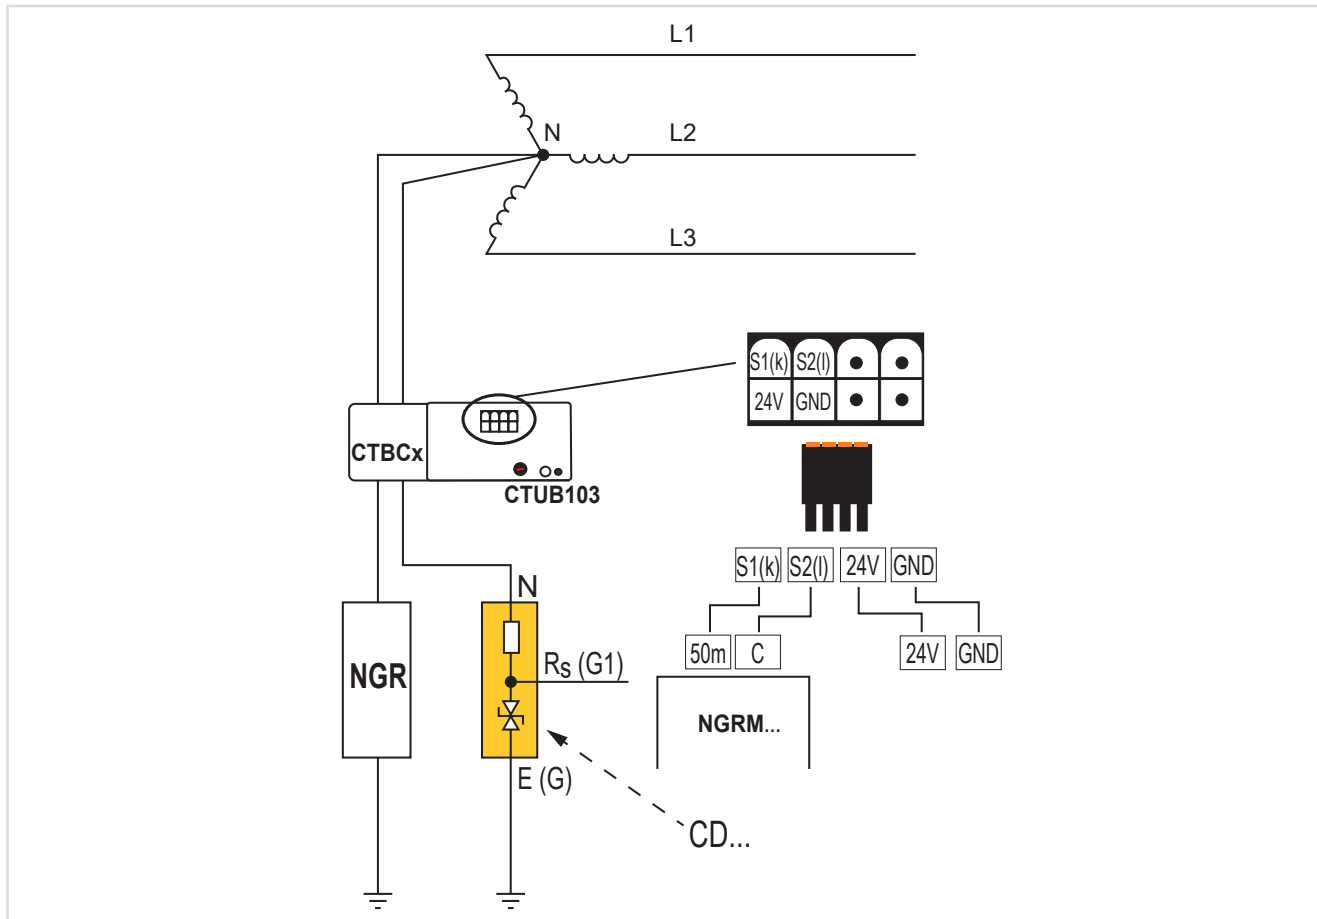 L1
N
L2
L3
S1(k) S2(l)
24V GND
CTBCx
CTUB103
S1(k) S2(l) 24V GND
N
50m C 24V GND
NGR
Rs (G1)
NGRM...
E (G)
CD...